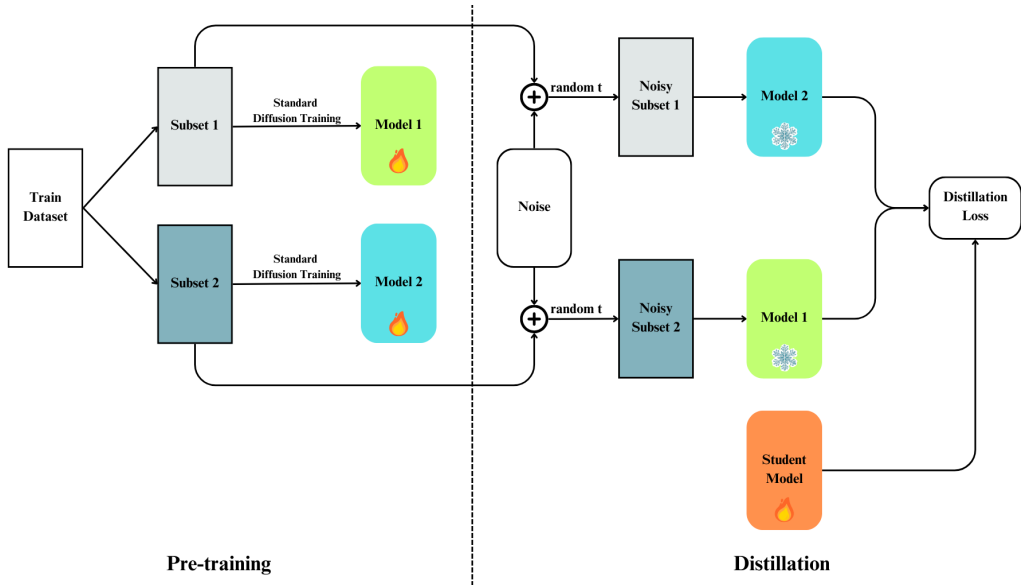 Train
Dataset
Subset 1
Standard
Diffusion Training
Model 1
Subset 2
Standard
Diffusion Training
Model 2
Pre-training
Noise
random t
Noisy
Subset 1
Model 2
random t
Noisy
Subset 2
Model 1
Student
Model
Distillation
Loss
Distillation